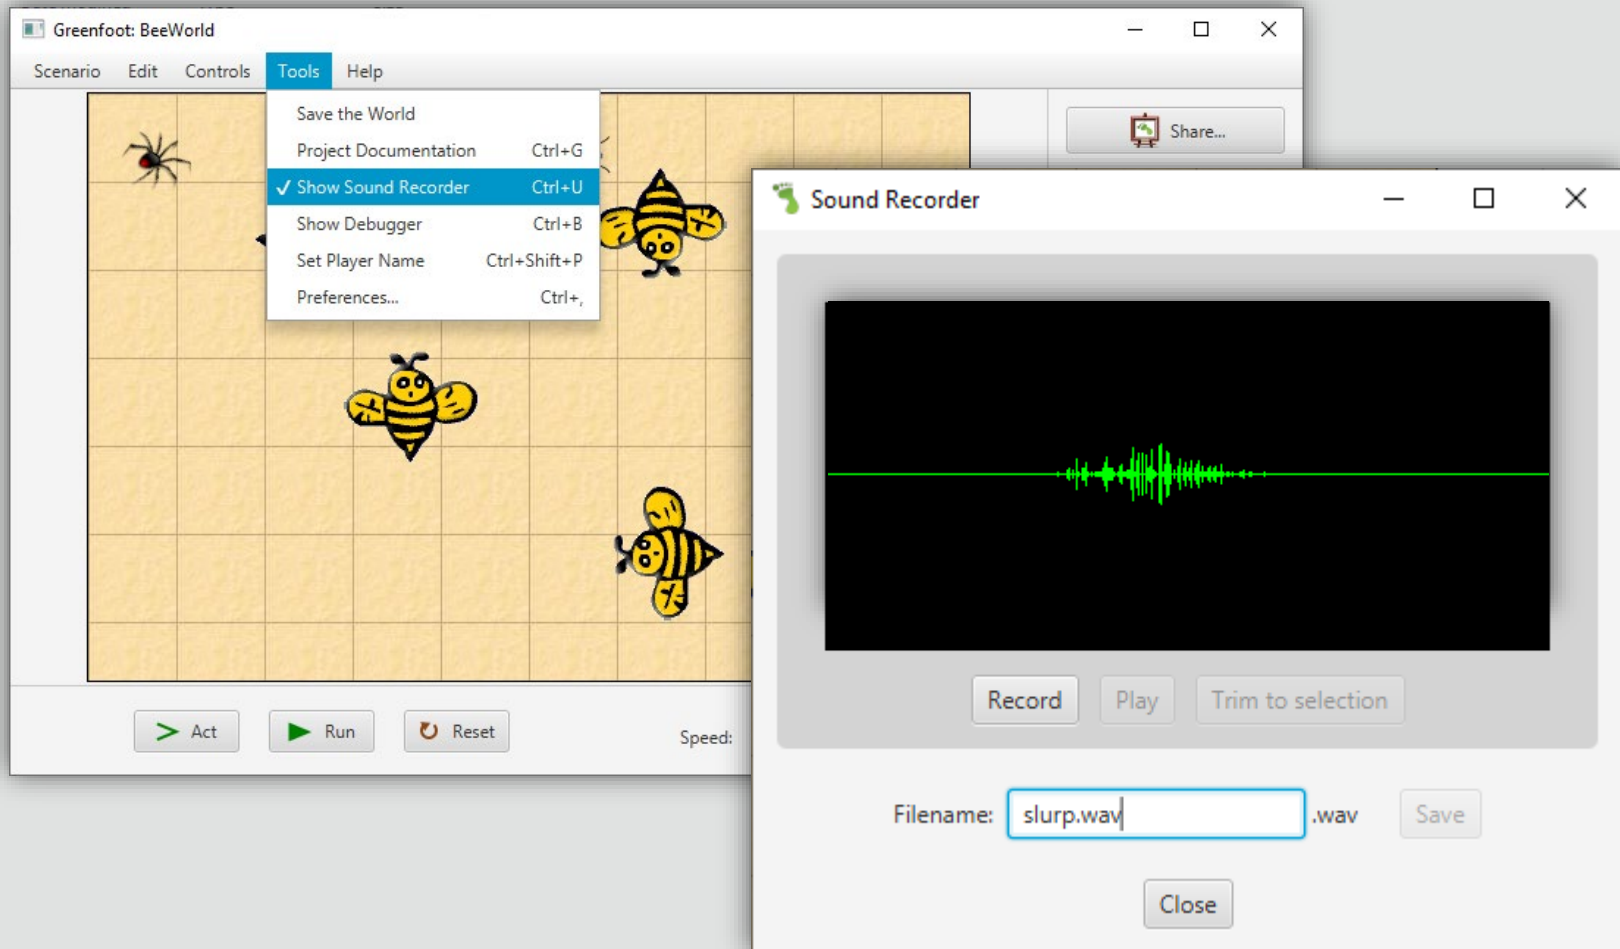 Greenfoot: BeeWorld
Scenario Edit Controls Tools Help
Save the World
Project Documentation Ctrl+G
✓ Show Sound Recorder Ctrl+U
Show Debugger Ctrl+B
Set Player Name Ctrl+Shift+P
Preferences... Ctrl+,
Share...
Act Run Reset Speed:
Sound Recorder
Record Play Trim to selection
Filename: slurp.wav .wav Save
Close